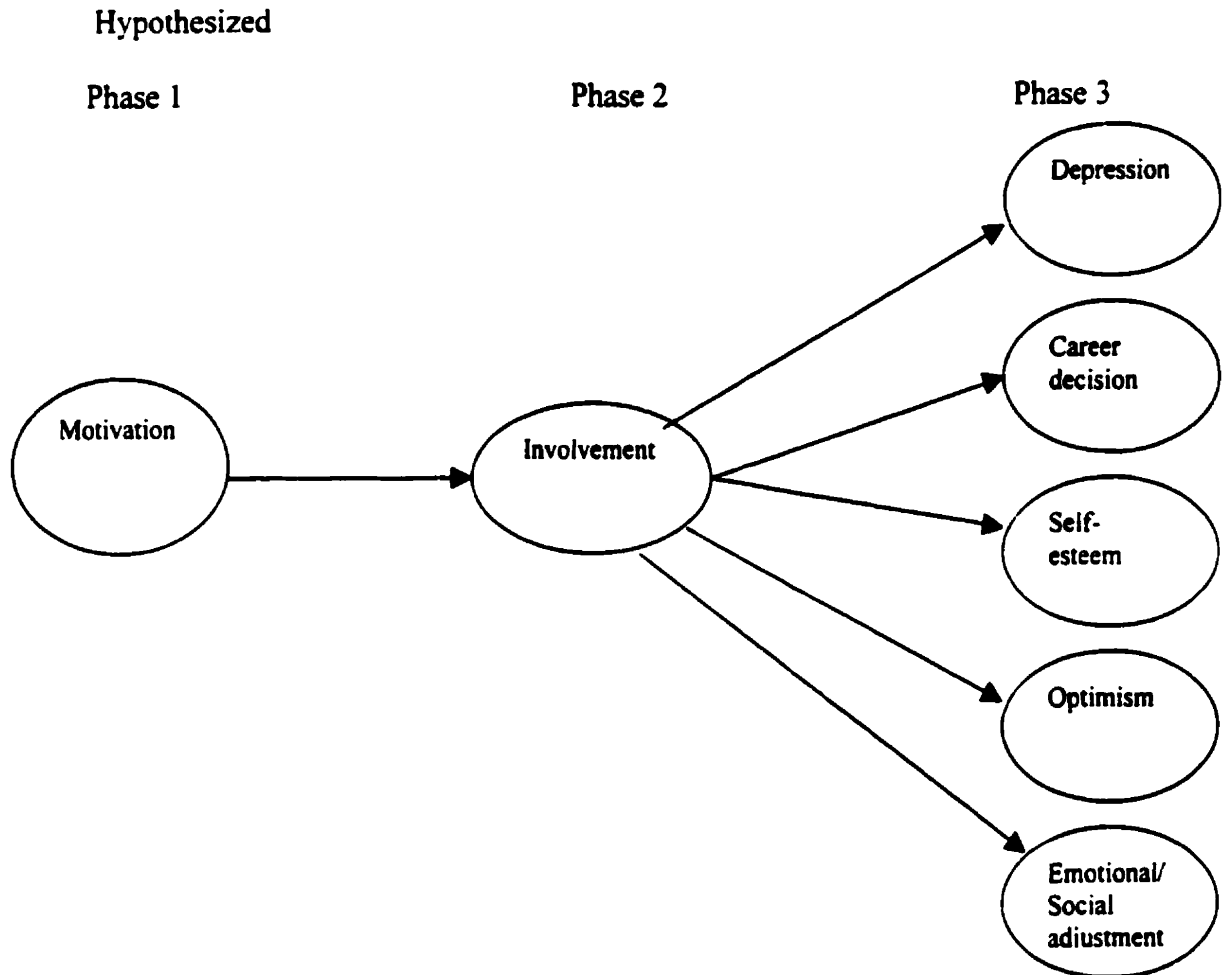 Hypothesized
Phase 1
Phase 2
Phase 3
Depression
Career
decision
Motivation
Involvement
Self-
esteem
Optimism
Emotional/
Social
adjustment